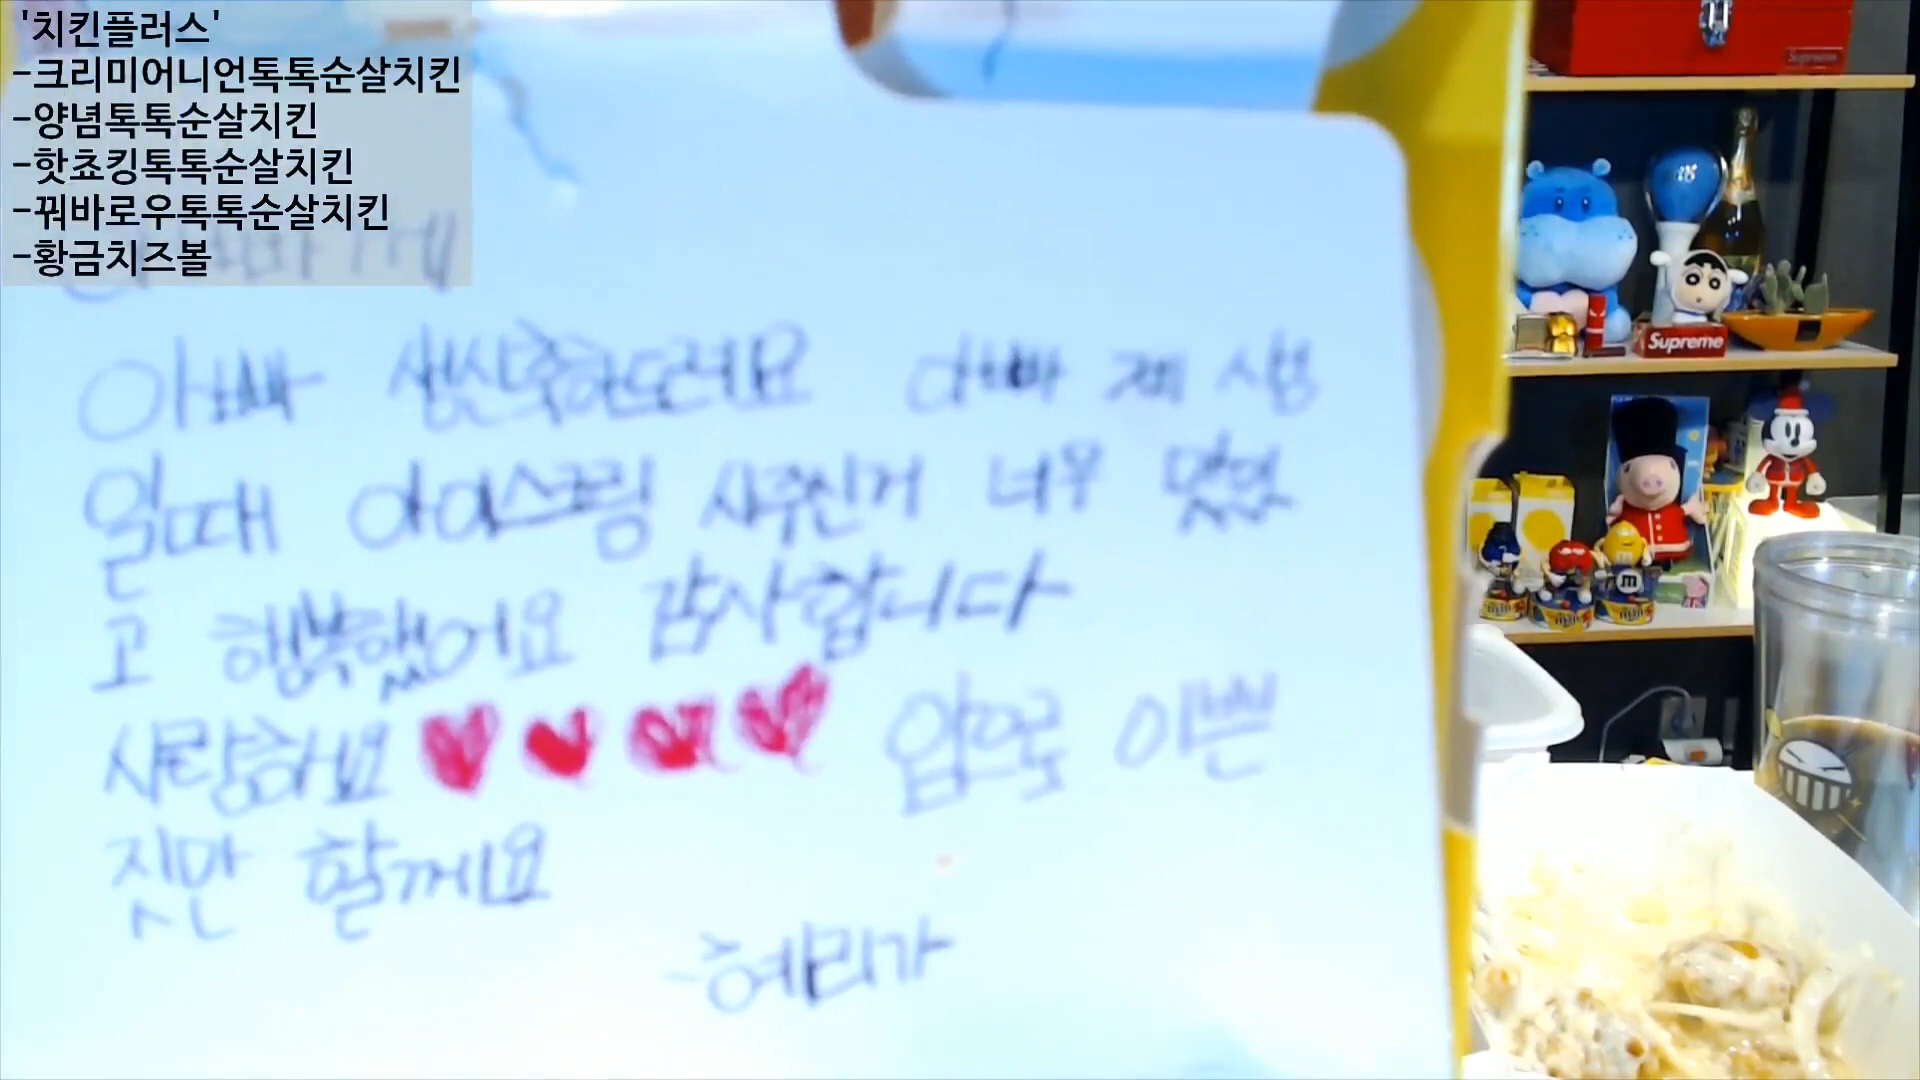 '치킨플러스'
-크리미어니언톡톡순살치킨
-양념톡톡순살치킨
-핫쵸킹톡톡순살치킨
-꿔바로우톡톡순살치킨
-황금치즈볼
아빠 생신축하드려요 아빠 제 생
일때 아이스크림 사주신거 너무 맛있
고 행복했어요 감사합니다
사랑해요 앞으로 이쁜
짓만 할께요
-혜리가
Supreme
Supreme
m